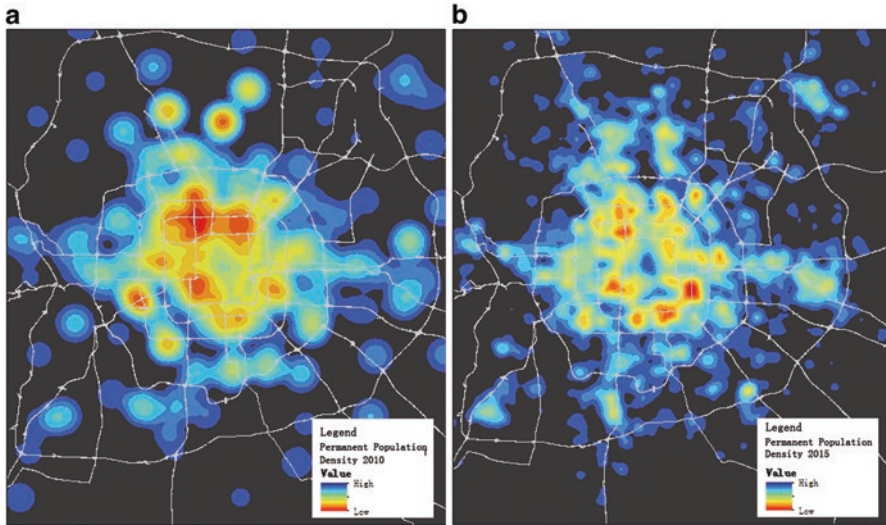 a
b
Legend
Permanent Population
Density 2010
Value
High
Low
Legend
Permanent Population
Density 2015
Value
High
Low